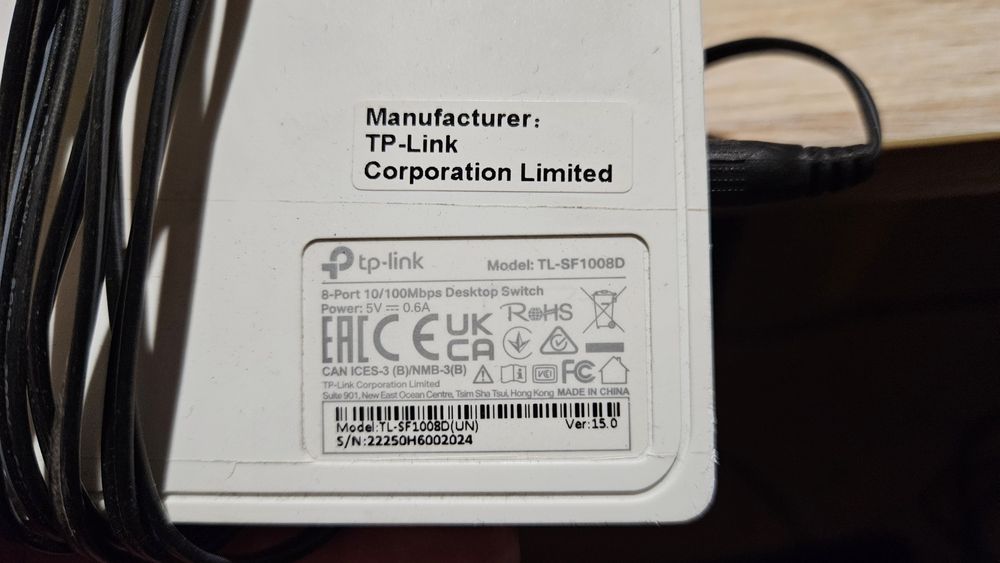 Manufacturer:
TP-Link
Corporation Limited
tp-link Model: TL-SF1008D
8-Port 10/100Mbps Desktop Switch
Power: 5V ⎓ 0.6A
RoHS
EAC CE UKCA
CAN ICES-3 (B)/NMB-3(B) VCCI FC
TP-Link Corporation Limited
Suite 901, New East Ocean Centre, Tsim Sha Tsui, Hong Kong MADE IN CHINA
Model:TL-SF1008D(UN) Ver:15.0
S/N:22250H6002024